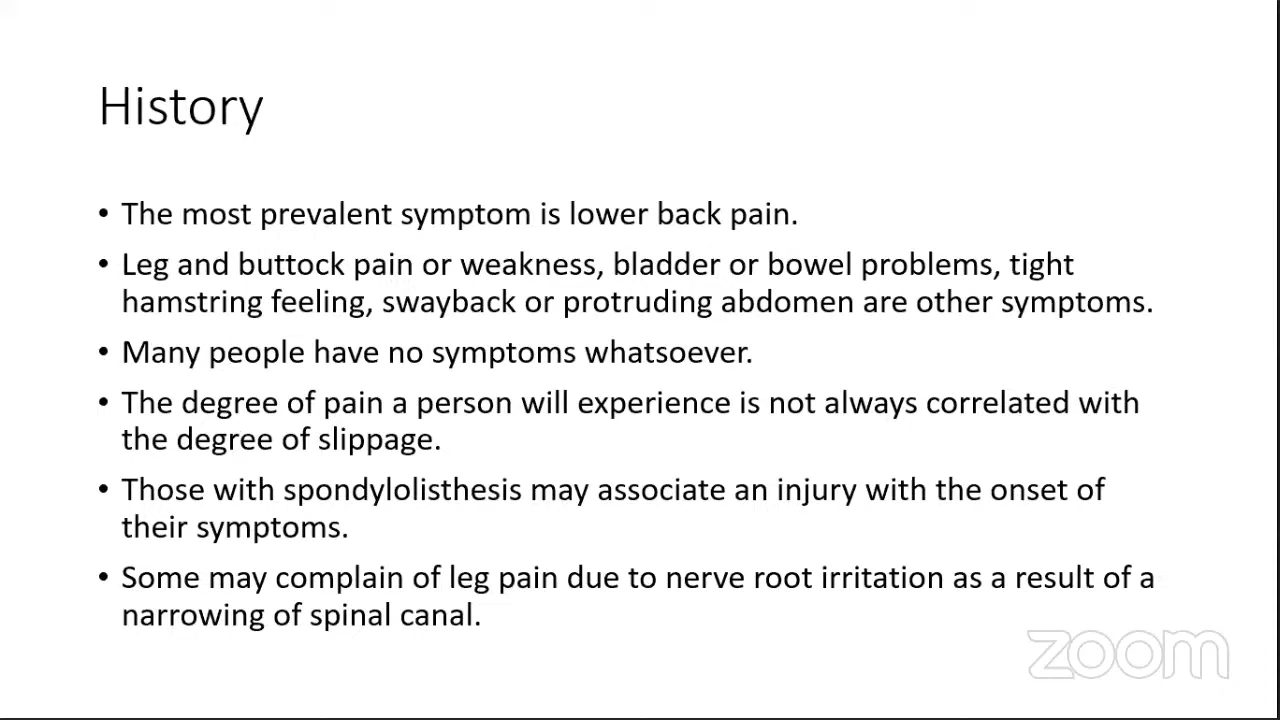 History
• The most prevalent symptom is lower back pain.
• Leg and buttock pain or weakness, bladder or bowel problems, tight
hamstring feeling, swayback or protruding abdomen are other symptoms.
• Many people have no symptoms whatsoever.
• The degree of pain a person will experience is not always correlated with
the degree of slippage.
• Those with spondylolisthesis may associate an injury with the onset of
their symptoms.
• Some may complain of leg pain due to nerve root irritation as a result of a
narrowing of spinal canal.
zoom